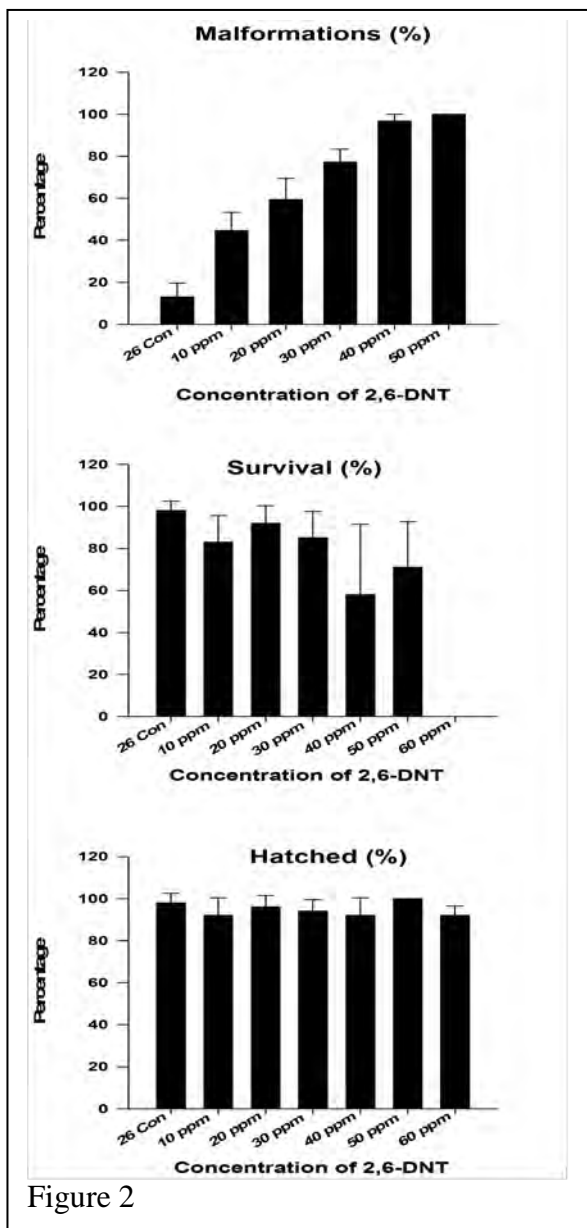 Malformations (%)
120
100
80
60
40
20
0
Percentage
26 Con
10 ppm
20 ppm
30 ppm
40 ppm
50 ppm
Concentration of 2,6-DNT
Survival (%)
120
100
80
60
40
20
0
Percentage
26 Con
10 ppm
20 ppm
30 ppm
40 ppm
50 ppm
60 ppm
Concentration of 2,6-DNT
Hatched (%)
120
100
80
60
40
20
0
Percentage
26 Con
10 ppm
20 ppm
30 ppm
40 ppm
50 ppm
60 ppm
Concentration of 2,6-DNT
Figure 2